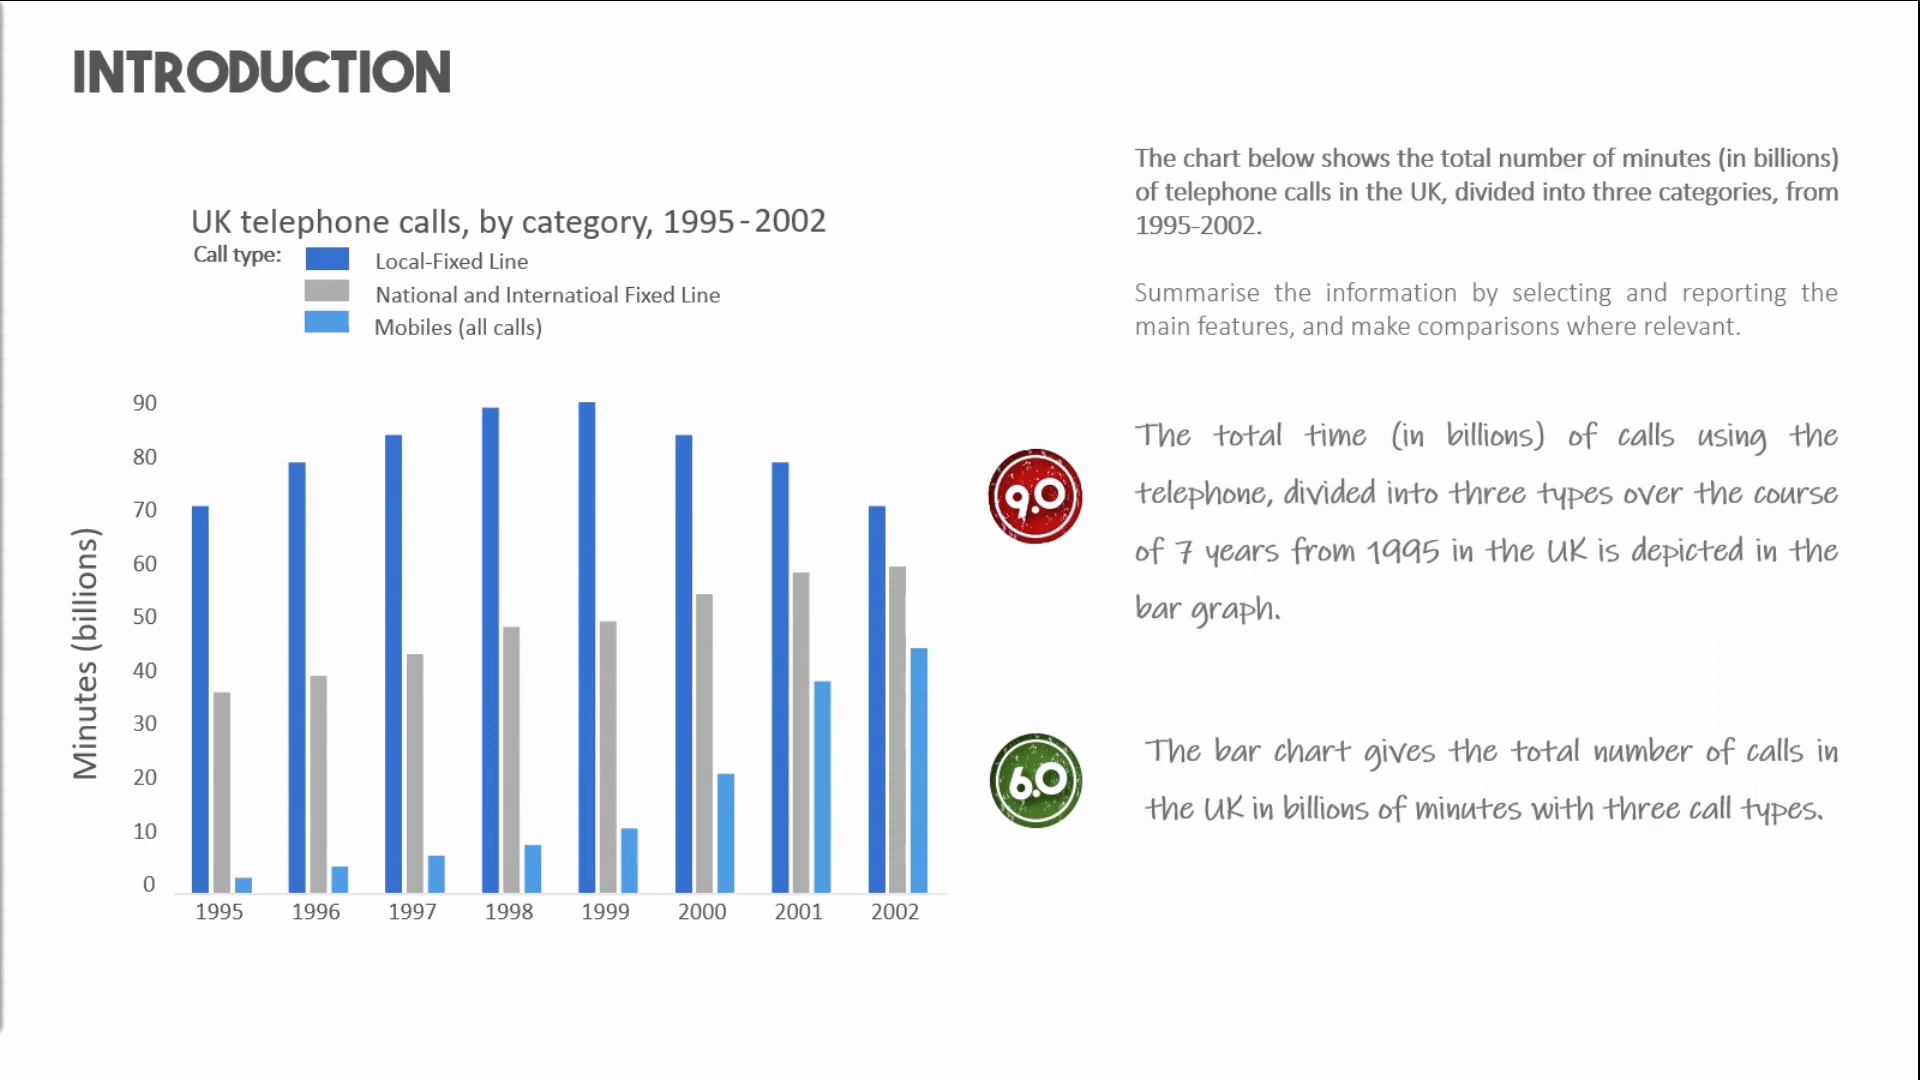 INTRODUCTION
UK telephone calls, by category, 1995-2002
Call type:
Local-Fixed Line
National and Internatioal Fixed Line
Mobiles (all calls)
Minutes (billions)
90
80
70
60
50
40
30
20
10
0
1995 1996 1997 1998 1999 2000 2001 2002
The chart below shows the total number of minutes (in billions)
of telephone calls in the UK, divided into three categories, from
1995-2002.
Summarise the information by selecting and reporting the
main features, and make comparisons where relevant.
9.0
The total time (in billions) of calls using the
telephone, divided into three types over the course
of 7 years from 1995 in the UK is depicted in the
bar graph.
6.0
The bar chart gives the total number of calls in
the UK in billions of minutes with three call types.